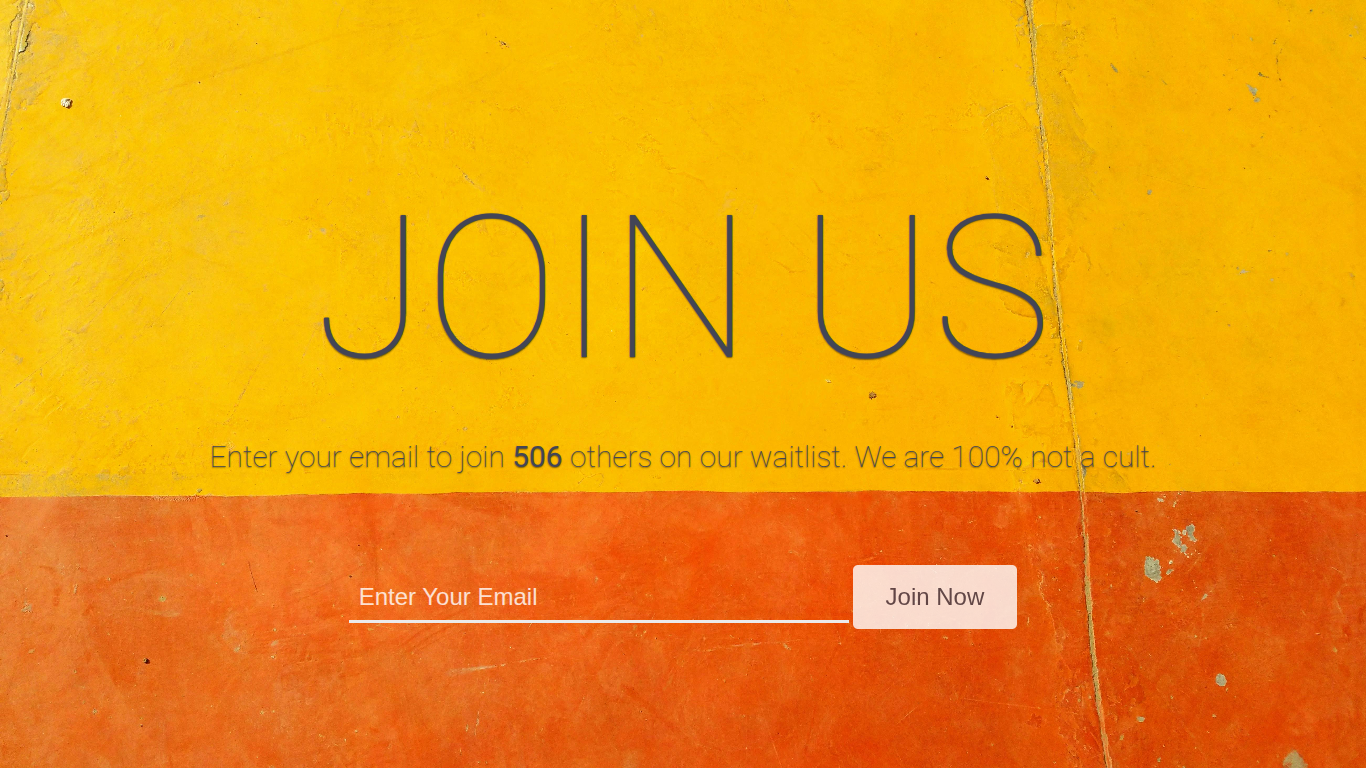 JOIN US
Enter your email to join 506 others on our waitlist. We are 100% not a cult.
Enter Your Email
Join Now